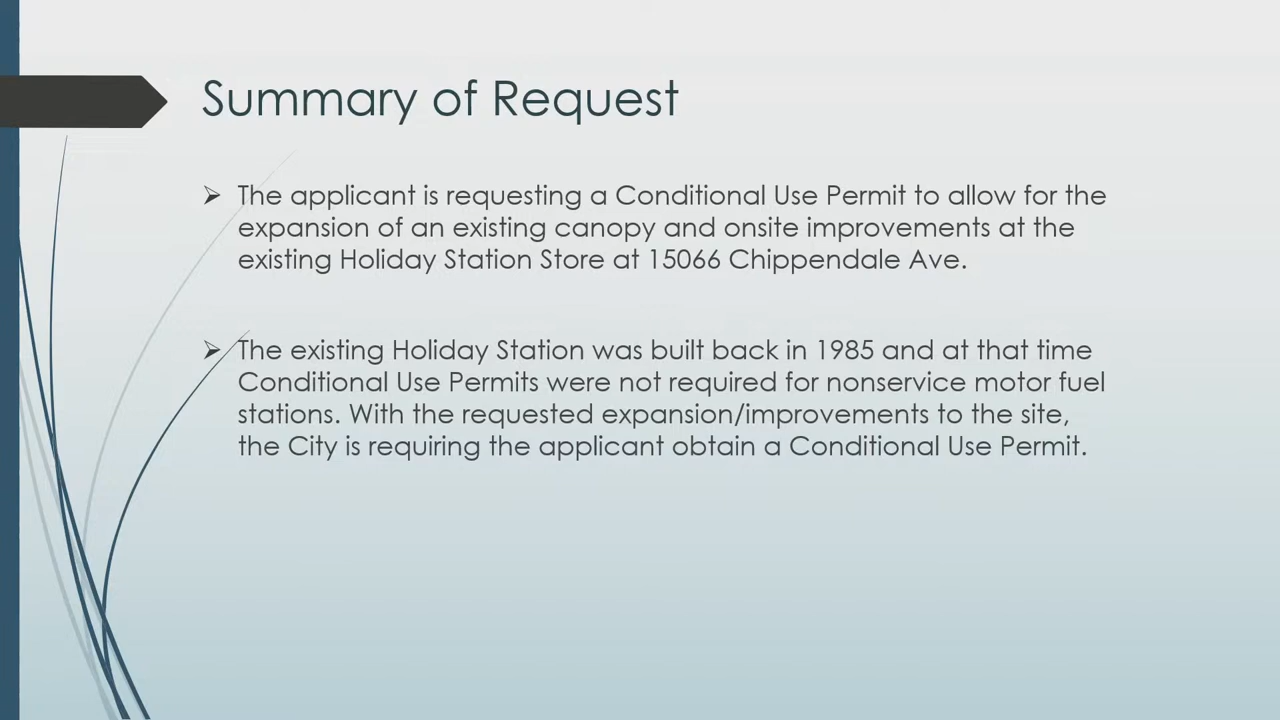 Summary of Request
The applicant is requesting a Conditional Use Permit to allow for the
expansion of an existing canopy and onsite improvements at the
existing Holiday Station Store at 15066 Chippendale Ave.
The existing Holiday Station was built back in 1985 and at that time
Conditional Use Permits were not required for nonservice motor fuel
stations. With the requested expansion/improvements to the site,
the City is requiring the applicant obtain a Conditional Use Permit.